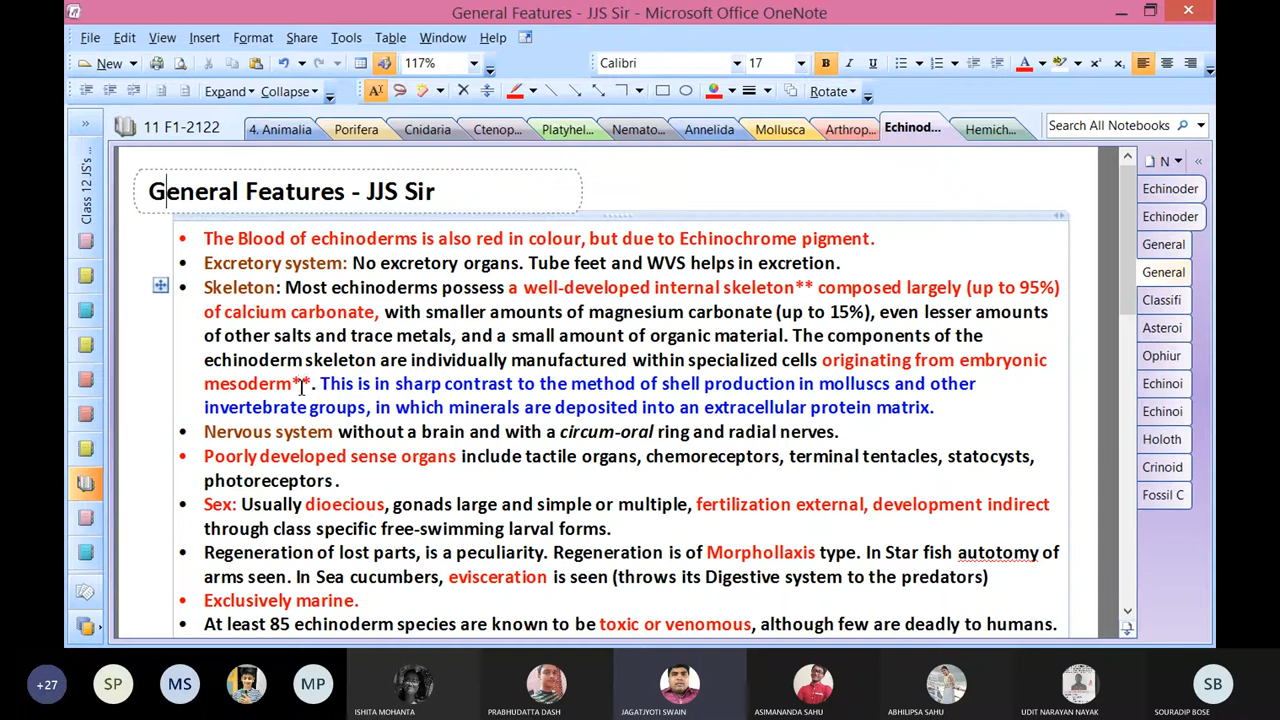 General Features - JJS Sir - Microsoft Office OneNote
File Edit View Insert Format Share Tools Table Window Help
New 117% Calibri 17 B I U
Expand Collapse Rotate
11 F1-2122 4. Animalia Porifera Cnidaria Ctenop... Platyhel... Nemato... Annelida Mollusca Arthrop... Echinod... Hemich... Search All Notebooks
Class 12 JS's ...
General Features - JJS Sir
• The Blood of echinoderms is also red in colour, but due to Echinochrome pigment.
• Excretory system: No excretory organs. Tube feet and WVS helps in excretion.
• Skeleton: Most echinoderms possess a well-developed internal skeleton** composed largely (up to 95%)
of calcium carbonate, with smaller amounts of magnesium carbonate (up to 15%), even lesser amounts
of other salts and trace metals, and a small amount of organic material. The components of the
echinoderm skeleton are individually manufactured within specialized cells originating from embryonic
mesoderm**. This is in sharp contrast to the method of shell production in molluscs and other
invertebrate groups, in which minerals are deposited into an extracellular protein matrix.
• Nervous system without a brain and with a circum-oral ring and radial nerves.
• Poorly developed sense organs include tactile organs, chemoreceptors, terminal tentacles, statocysts,
photoreceptors .
• Sex: Usually dioecious, gonads large and simple or multiple, fertilization external, development indirect
through class specific free-swimming larval forms.
• Regeneration of lost parts, is a peculiarity. Regeneration is of Morphollaxis type. In Star fish autotomy of
arms seen. In Sea cucumbers, evisceration is seen (throws its Digestive system to the predators)
• Exclusively marine.
• At least 85 echinoderm species are known to be toxic or venomous, although few are deadly to humans.
N
Echinoder
Echinoder
General
General
Classifi
Asteroi
Ophiur
Echinoi
Echinoi
Holoth
Crinoid
Fossil C
+27 SP MS MP SB
ISHITA MOHANTA PRABHUDATTA DASH JAGATJYOTI SWAIN ASIMANANDA SAHU ABHILIPSA SAHU UDIT NARAYAN NAYAK SOURADIP BOSE